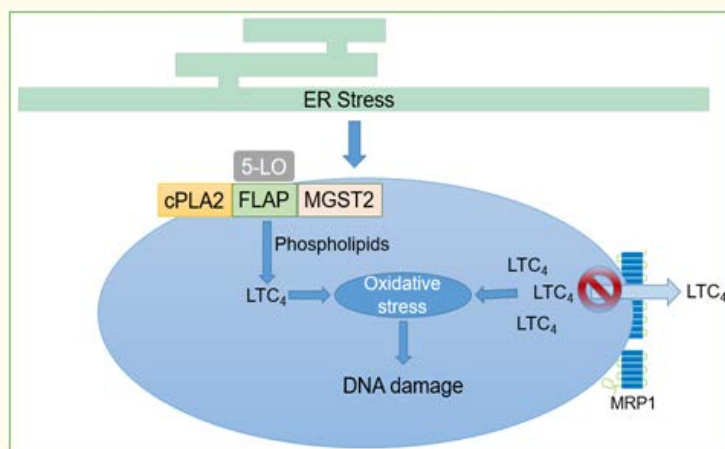 ER Stress
5-LO
cPLA2 FLAP MGST2
Phospholipids
LTC₄
Oxidative
stress
LTC₄
LTC₄
LTC₄
LTC₄
DNA damage
MRP1